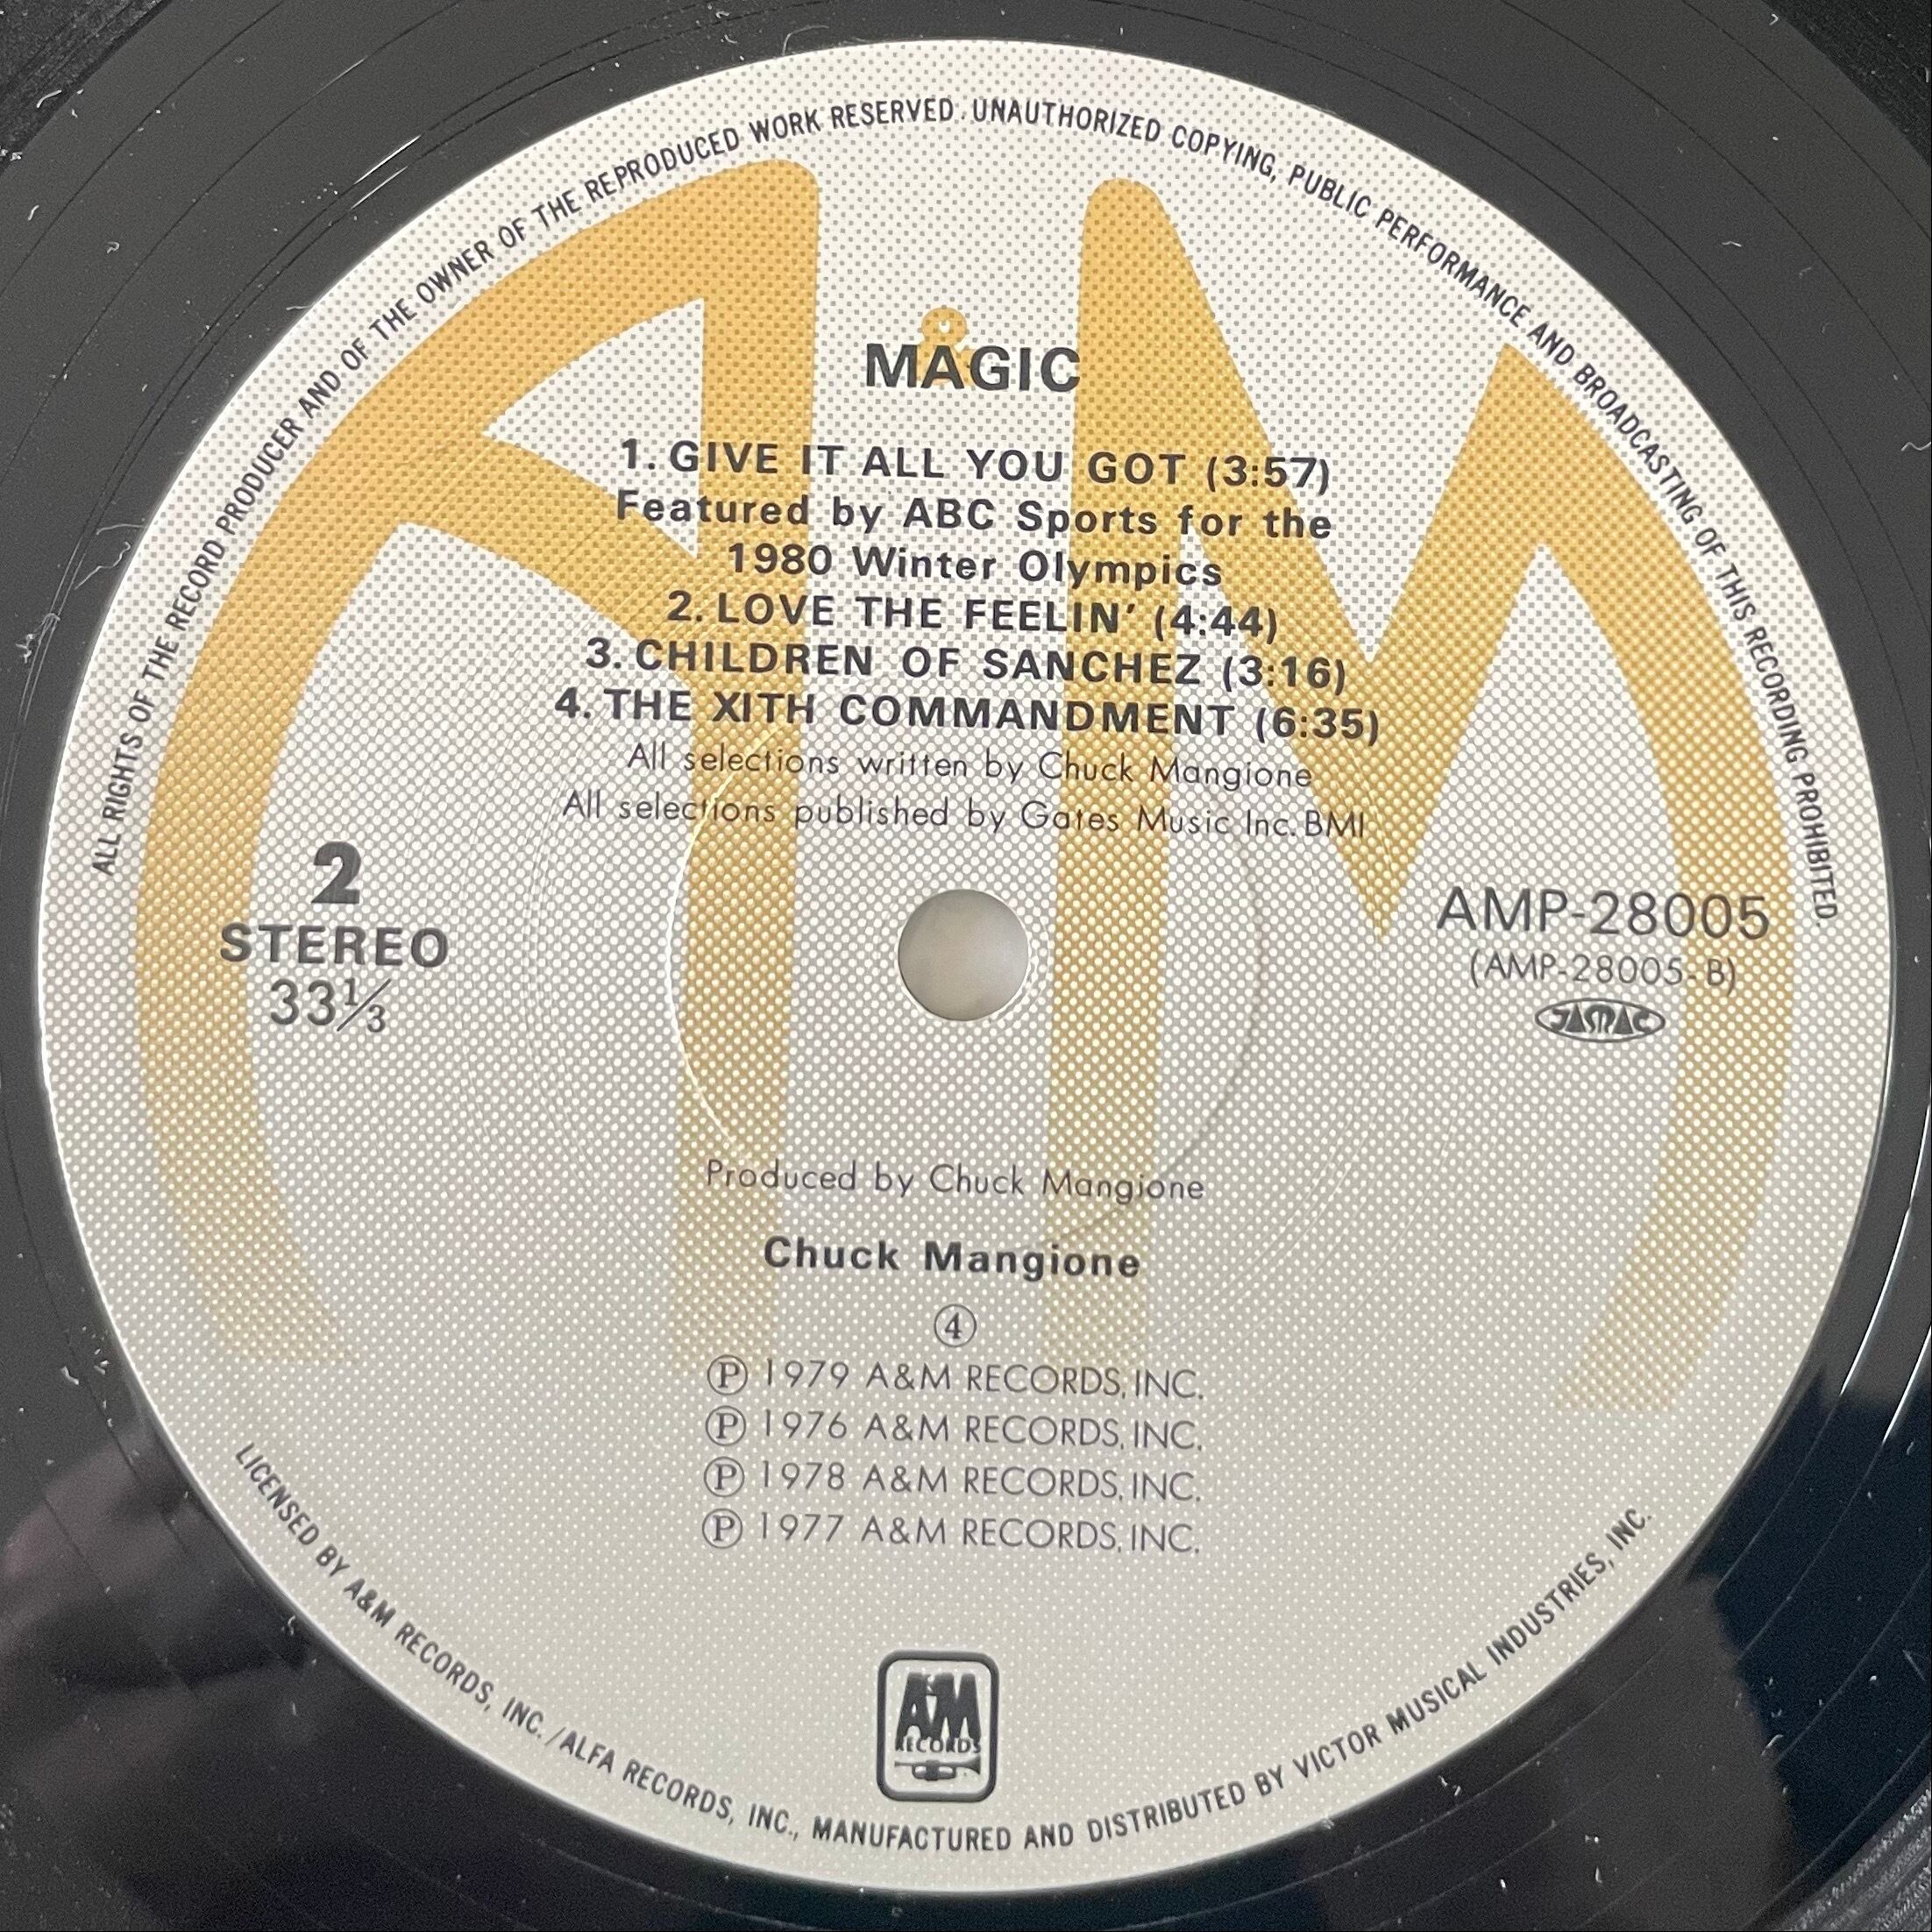 ALL RIGHTS OF THE RECORD PRODUCER AND OF THE OWNER OF THE REPRODUCED WORK RESERVED. UNAUTHORIZED COPYING, PUBLIC PERFORMANCE AND BROADCASTING OF THIS RECORDING PROHIBITED.
A&M
MAGIC
1. GIVE IT ALL YOU GOT (3:57)
Featured by ABC Sports for the
1980 Winter Olympics
2. LOVE THE FEELIN' (4:44)
3. CHILDREN OF SANCHEZ (3:16)
4. THE XITH COMMANDMENT (6:35)
All selections written by Chuck Mangione
All selections published by Gates Music Inc. BMI
2
STEREO
33⅓
AMP-28005
(AMP-28005-B)
JASRAC
Produced by Chuck Mangione
Chuck Mangione
④
Ⓟ 1979 A&M RECORDS, INC.
Ⓟ 1976 A&M RECORDS, INC.
Ⓟ 1978 A&M RECORDS, INC.
Ⓟ 1977 A&M RECORDS, INC.
A&M
RECORDS
LICENSED BY A&M RECORDS, INC./ALFA RECORDS, INC., MANUFACTURED AND DISTRIBUTED BY VICTOR MUSICAL INDUSTRIES, INC.